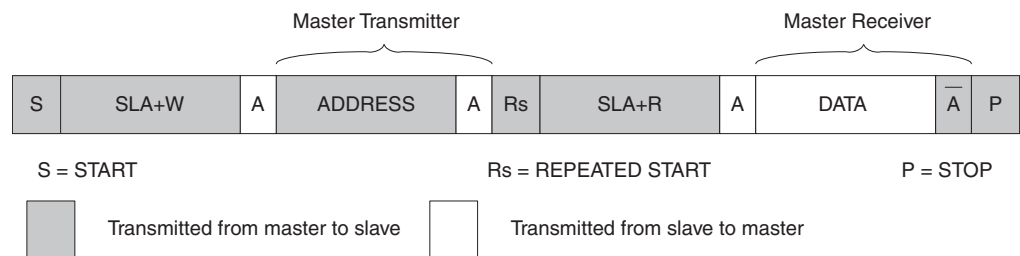 Master Transmitter Master Receiver
S SLA+W A ADDRESS A Rs SLA+R A DATA A̅ P
S = START Rs = REPEATED START P = STOP
Transmitted from master to slave Transmitted from slave to master